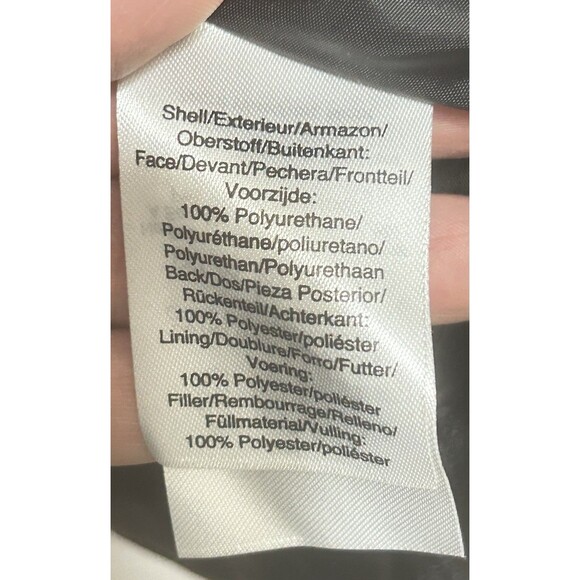 Shell/Exterieur/Armazon/
Oberstoff/Buitenkant:
Face/Devant/Pechera/Frontteil/
Voorzijde:
100% Polyurethane/
Polyuréthane/poliuretano/
Polyurethan/Polyurethaan
Back/Dos/Pieza Posterior/
Rückenteil/Achterkant:
100% Polyester/poliéster
Lining/Doublure/Forro/Futter/
Voering:
100% Polyester/poliéster
Filler/Rembourrage/Relleno/
Füllmaterial/Vulling:
100% Polyester/poliéster